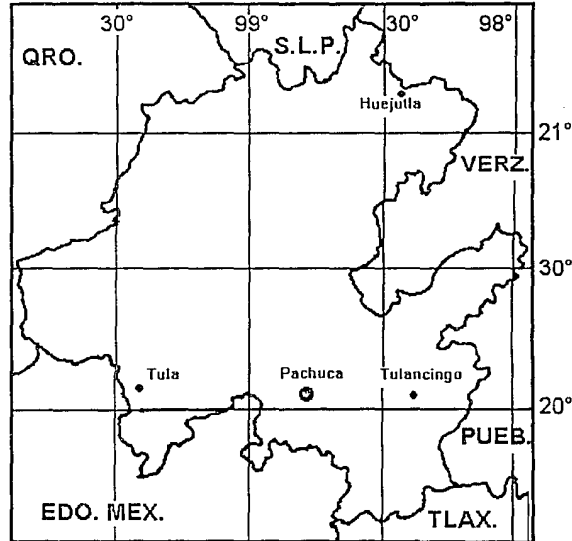 30° 99° 30° 98°
QRO.
S.L.P.
Huejutla
21°
VERZ.
30°
Tula
Pachuca
Tulancingo
20°
PUEB.
EDO. MEX.
TLAX.